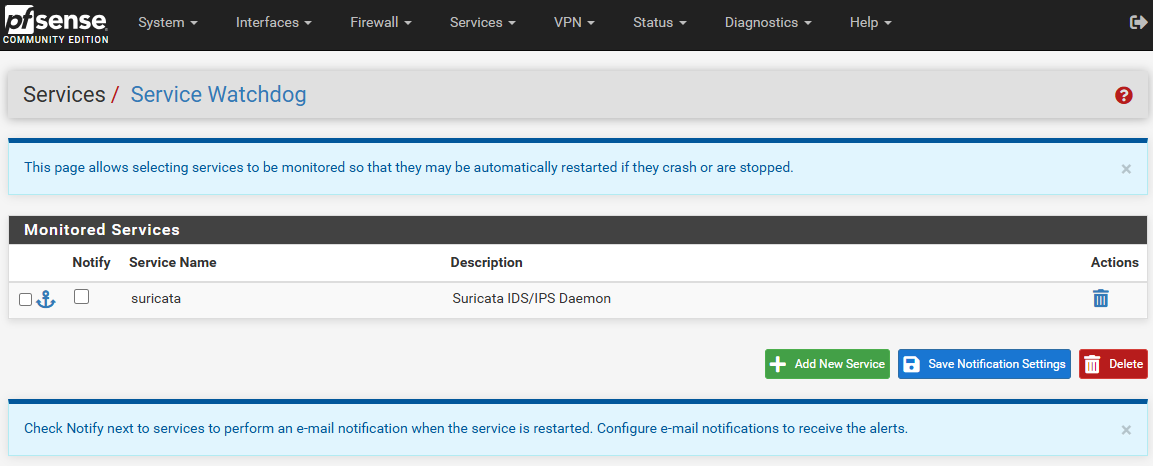 pfsense
COMMUNITY EDITION
System Interfaces Firewall Services VPN Status Diagnostics Help
Services / Service Watchdog
This page allows selecting services to be monitored so that they may be automatically restarted if they crash or are stopped.
×
Monitored Services
Notify Service Name Description Actions
suricata Suricata IDS/IPS Daemon
Add New Service Save Notification Settings Delete
Check Notify next to services to perform an e-mail notification when the service is restarted. Configure e-mail notifications to receive the alerts.
×